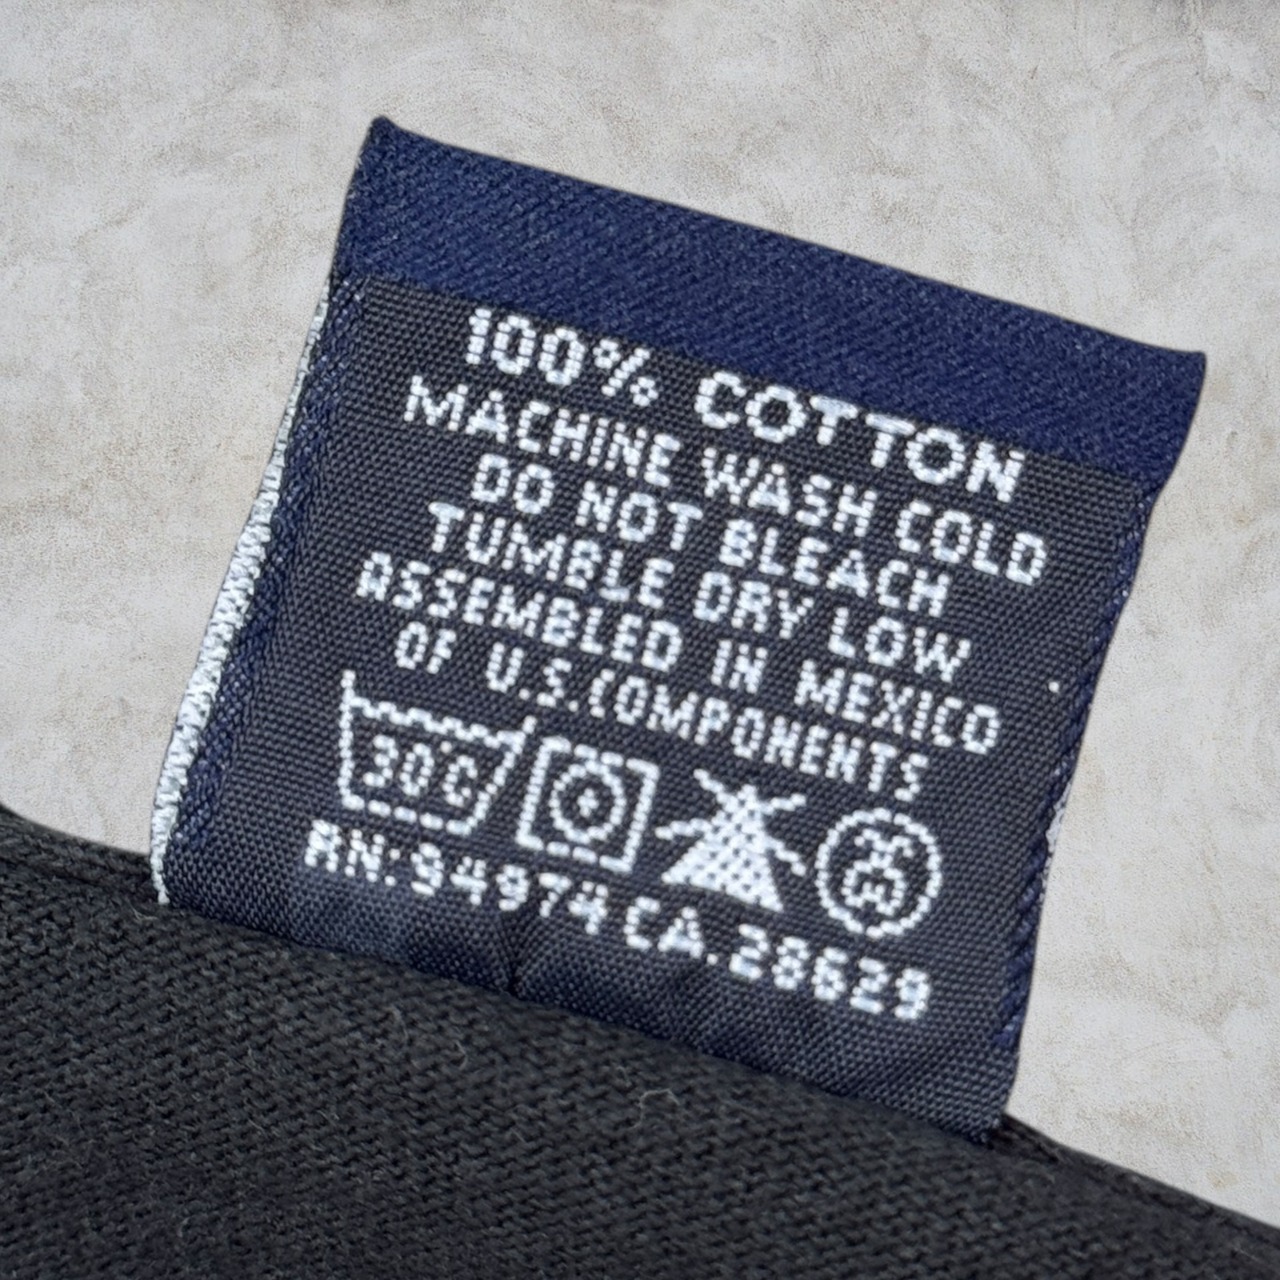 100% COTTON
MACHINE WASH COLD
DO NOT BLEACH
TUMBLE DRY LOW
ASSEMBLED IN MEXICO
OF U.S.COMPONENTS
30°C
RN:94974 CA.28629